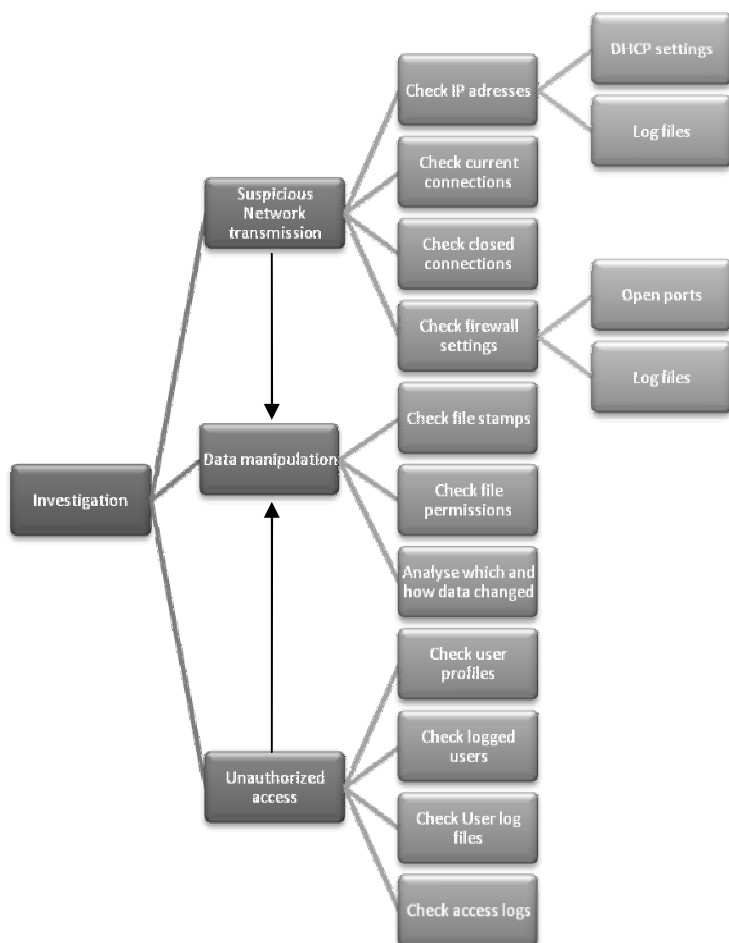 DHCP settings
Check IP adresses
Log files
Check current
connections
Suspicious
Network
transmission
Check closed
connections
Open ports
Check firewall
settings
Log files
Check file stamps
Data manipulation
Investigation
Check file
permissions
Analyse which and
how data changed
Check user
profiles
Check logged
users
Unauthorized
access
Check User log
files
Check access logs